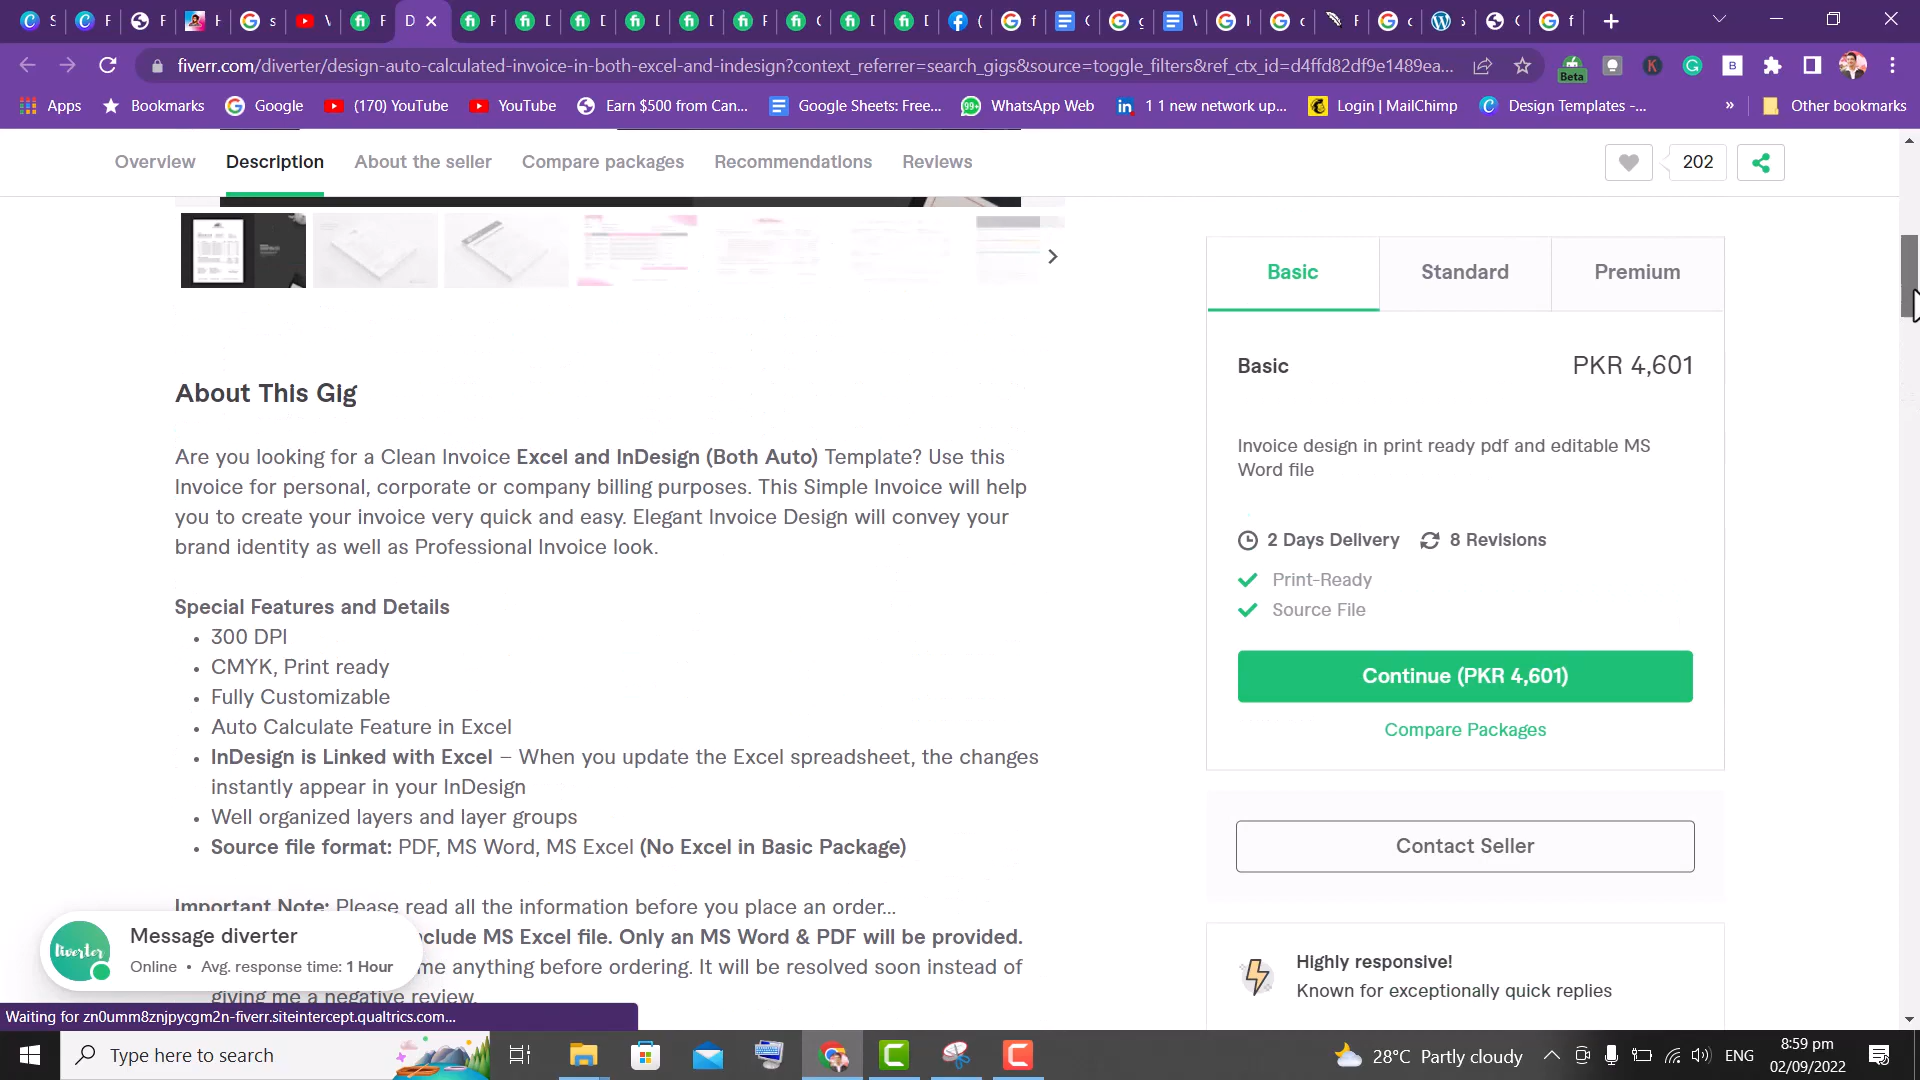 fiverr.com/diverter/design-auto-calculated-invoice-in-both-excel-and-indesign?context_referrer=search_gigs&source=toggle_filters&ref_ctx_id=d4ffd82df9e1489ea...
Beta
Apps
Bookmarks
Google
(170) YouTube
YouTube
Earn $500 from Can...
Google Sheets: Free...
WhatsApp Web
1 1 new network up...
Login | MailChimp
Design Templates -...
»
Other bookmarks
Overview
Description
About the seller
Compare packages
Recommendations
Reviews
202
Basic
Standard
Premium
Basic
PKR 4,601
Invoice design in print ready pdf and editable MS
Word file
2 Days Delivery
8 Revisions
Print-Ready
Source File
Continue (PKR 4,601)
Compare Packages
Contact Seller
Highly responsive!
Known for exceptionally quick replies
About This Gig
Are you looking for a Clean Invoice Excel and InDesign (Both Auto) Template? Use this
Invoice for personal, corporate or company billing purposes. This Simple Invoice will help
you to create your invoice very quick and easy. Elegant Invoice Design will convey your
brand identity as well as Professional Invoice look.
Special Features and Details
• 300 DPI
• CMYK, Print ready
• Fully Customizable
• Auto Calculate Feature in Excel
• InDesign is Linked with Excel – When you update the Excel spreadsheet, the changes
instantly appear in your InDesign
• Well organized layers and layer groups
• Source file format: PDF, MS Word, MS Excel (No Excel in Basic Package)
Important Note: Please read all the information before you place an order...
MS Excel file. Only an MS Word & PDF will be provided.
me anything before ordering. It will be resolved soon instead of
giving me a negative review.
diverter
Message diverter
Online • Avg. response time: 1 Hour
Waiting for zn0umm8znjpycgm2n-fiverr.siteintercept.qualtrics.com...
Type here to search
28°C Partly cloudy
ENG
8:59 pm
02/09/2022